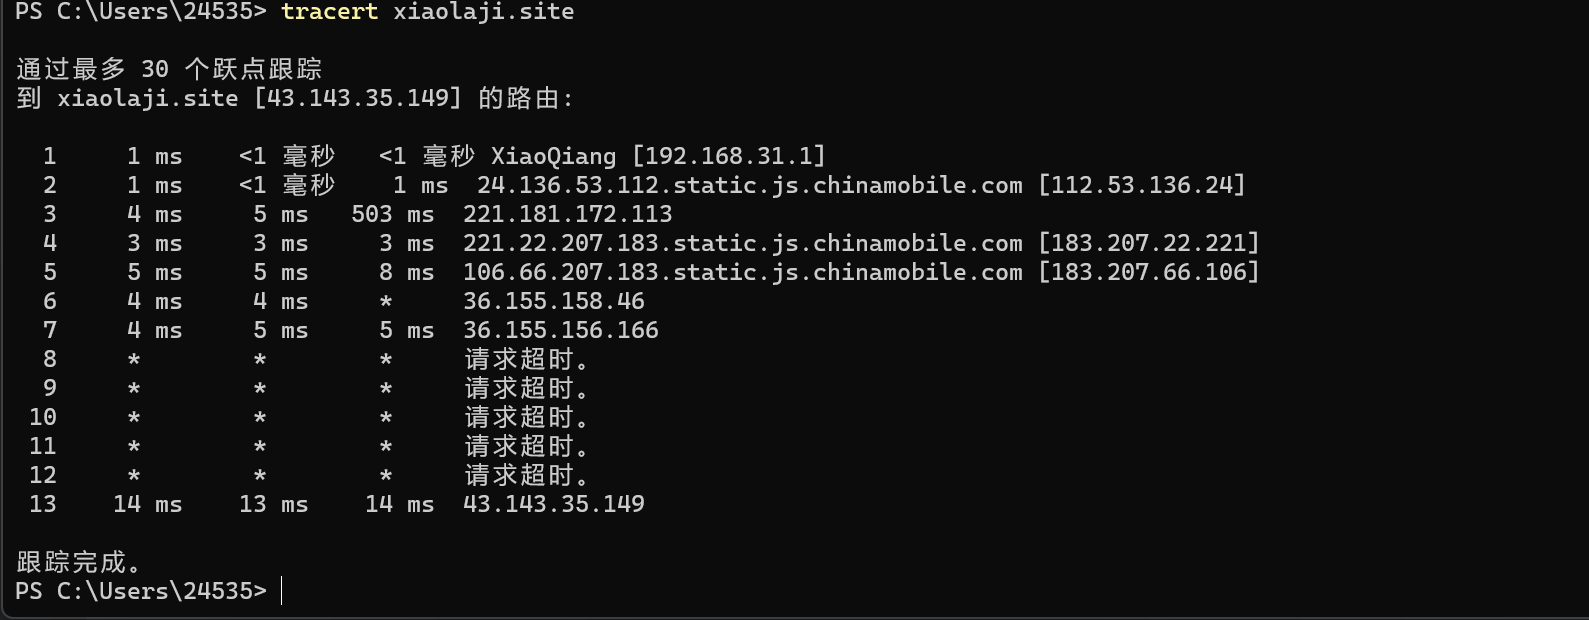 PS C:\Users\24535> tracert xiaolaji.site
通过最多 30 个跃点跟踪
到 xiaolaji.site [43.143.35.149] 的路由:
1 1 ms <1 毫秒 <1 毫秒 XiaoQiang [192.168.31.1]
2 1 ms <1 毫秒 1 ms 24.136.53.112.static.js.chinamobile.com [112.53.136.24]
3 4 ms 5 ms 503 ms 221.181.172.113
4 3 ms 3 ms 3 ms 221.22.207.183.static.js.chinamobile.com [183.207.22.221]
5 5 ms 5 ms 8 ms 106.66.207.183.static.js.chinamobile.com [183.207.66.106]
6 4 ms 4 ms * 36.155.158.46
7 4 ms 5 ms 5 ms 36.155.156.166
8 * * * 请求超时。
9 * * * 请求超时。
10 * * * 请求超时。
11 * * * 请求超时。
12 * * * 请求超时。
13 14 ms 13 ms 14 ms 43.143.35.149
跟踪完成。
PS C:\Users\24535>